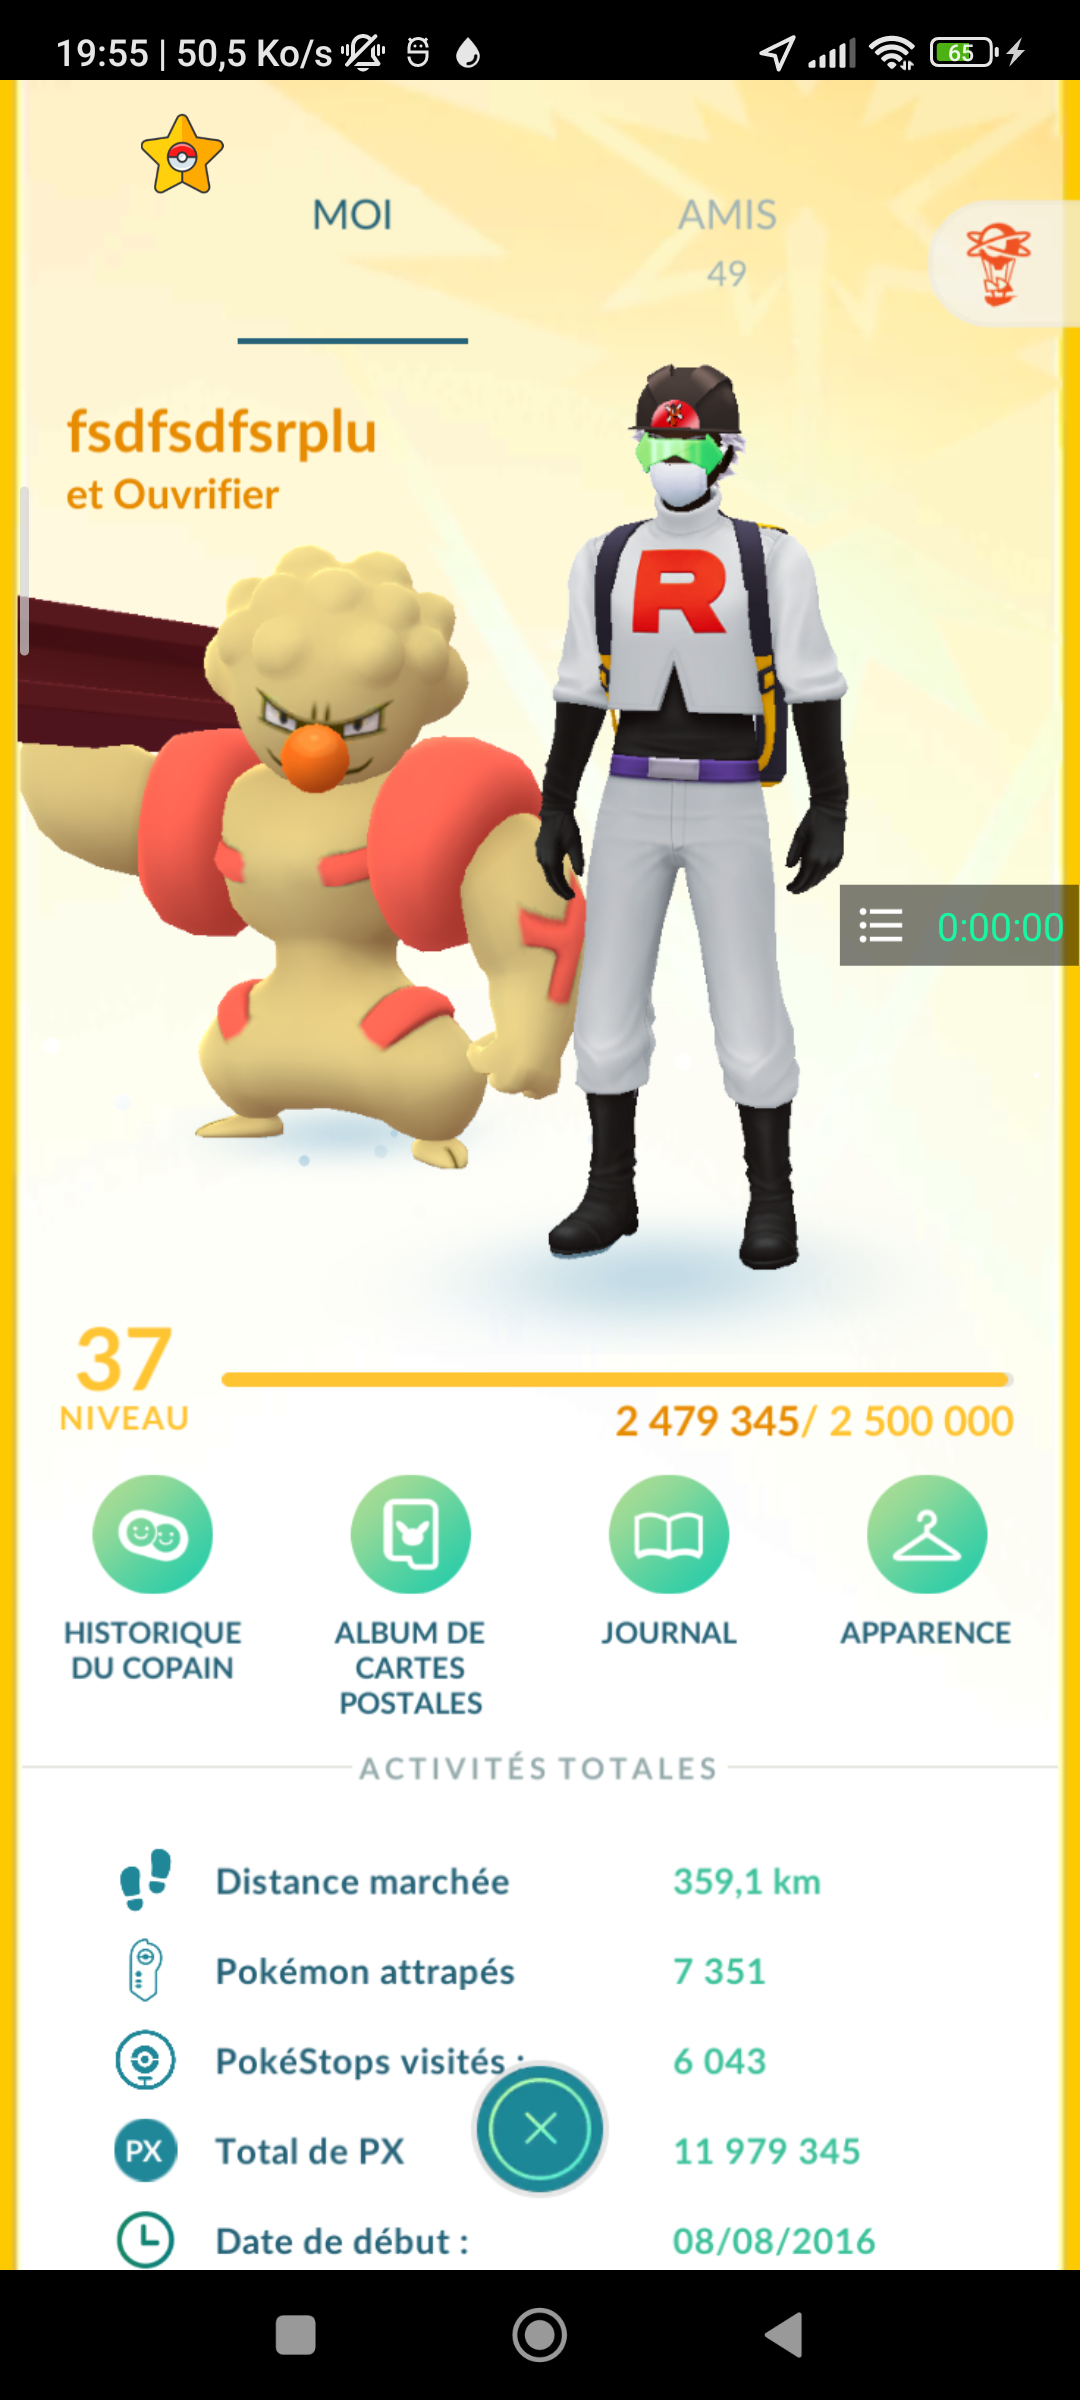 19:55 | 50,5 Ko/s
65
MOI
AMIS
49
fsdfsdfsrplu
et Ouvrifier
R
0:00:00
37
NIVEAU
2 479 345/ 2 500 000
HISTORIQUE
DU COPAIN
ALBUM DE
CARTES
POSTALES
JOURNAL
APPARENCE
ACTIVITÉS TOTALES
Distance marchée
359,1 km
Pokémon attrapés
7 351
PokéStops visités :
6 043
PX
Total de PX
11 979 345
Date de début :
08/08/2016